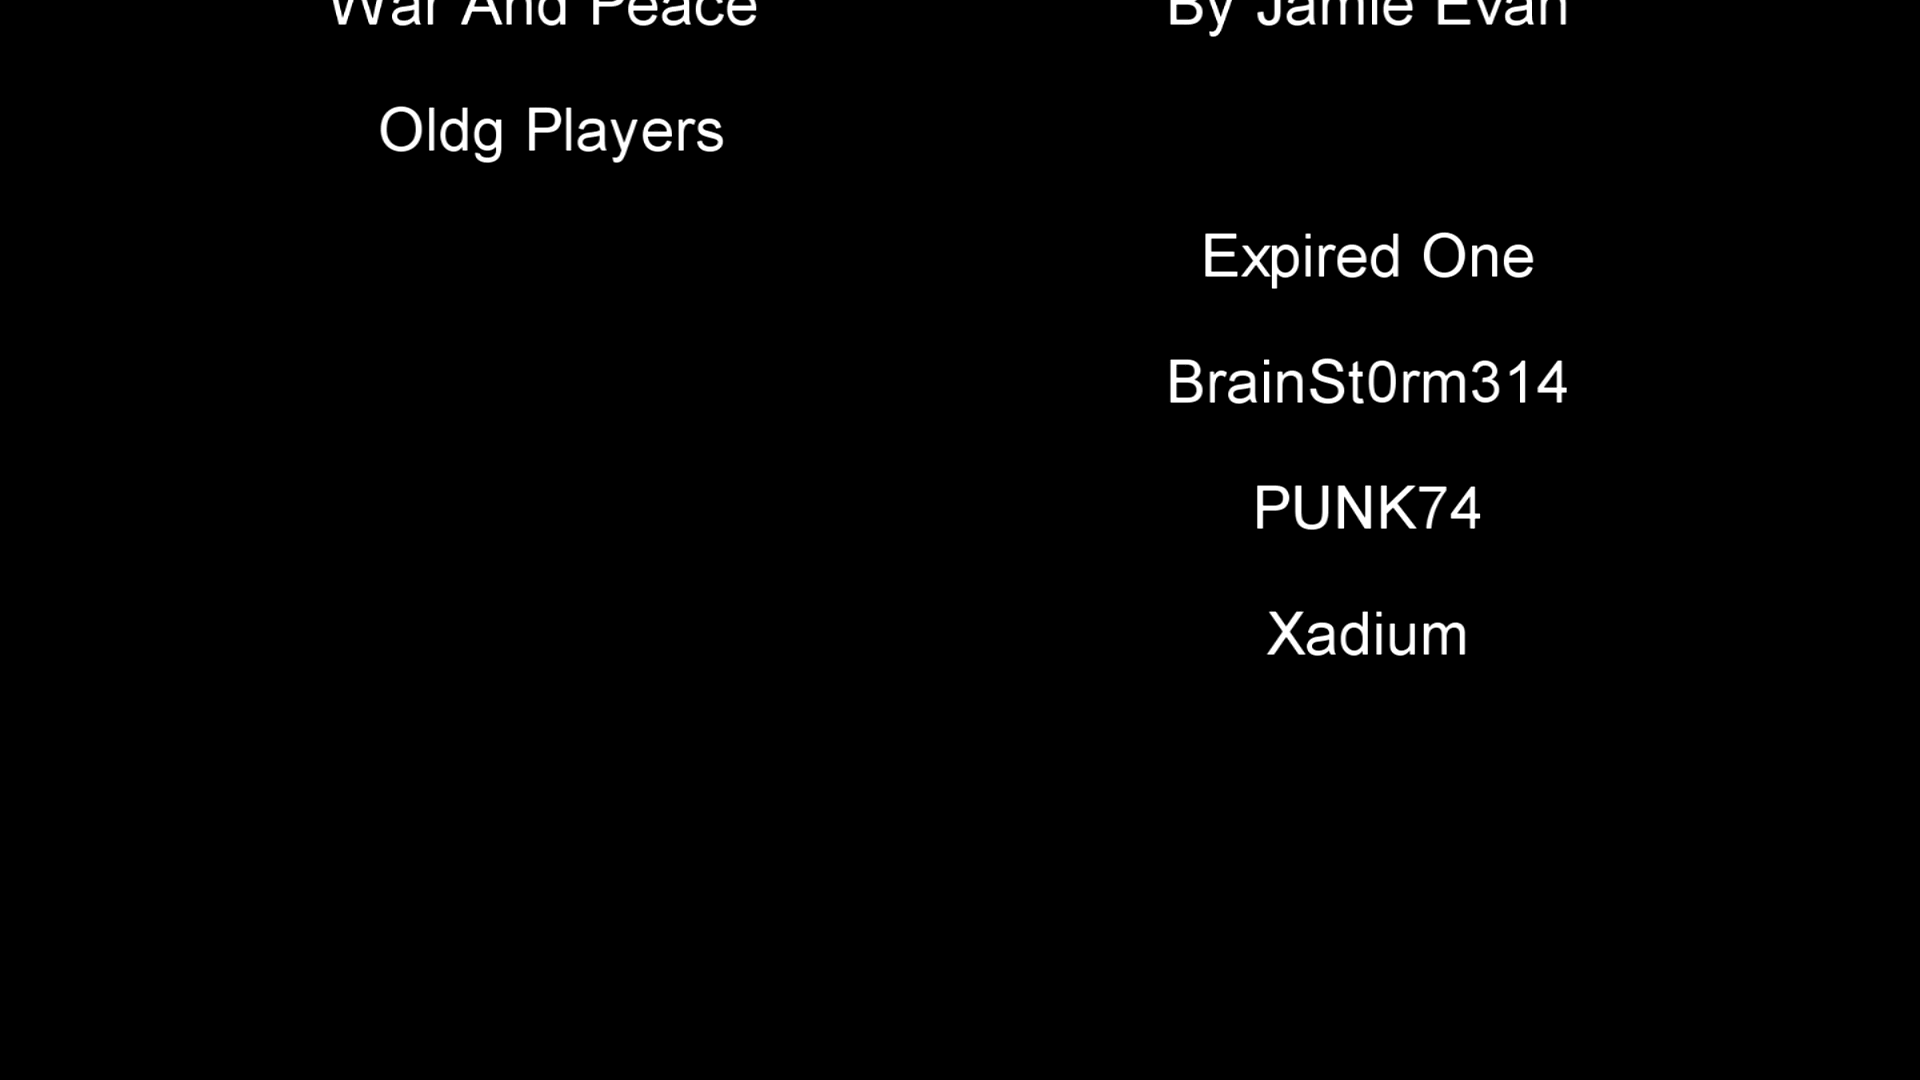 War And Peace By Jamie Evan
Oldg Players
Expired One
BrainSt0rm314
PUNK74
Xadium